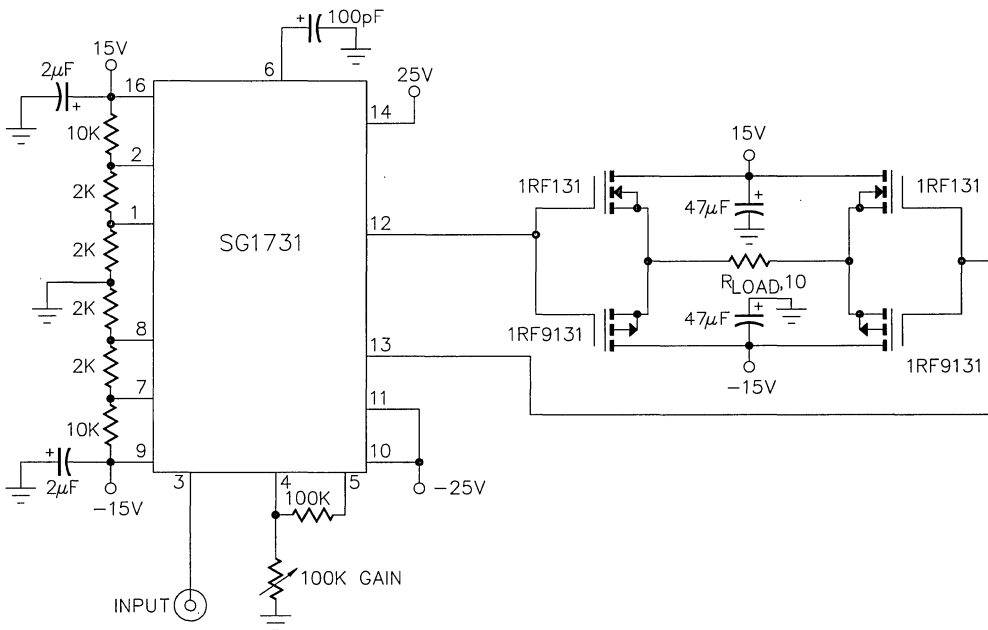 100pF
+
6
15V
2µF
+
16
25V
14
10K
2
2K
1
2K
SG1731
12
2K
8
2K
7
10K
13
11
10
9
+
2µF
-15V
3
4
5
100K
-25V
100K GAIN
INPUT
15V
1RF131
1RF131
+
47µF
RLOAD,10
+
47µF
1RF9131
1RF9131
-15V